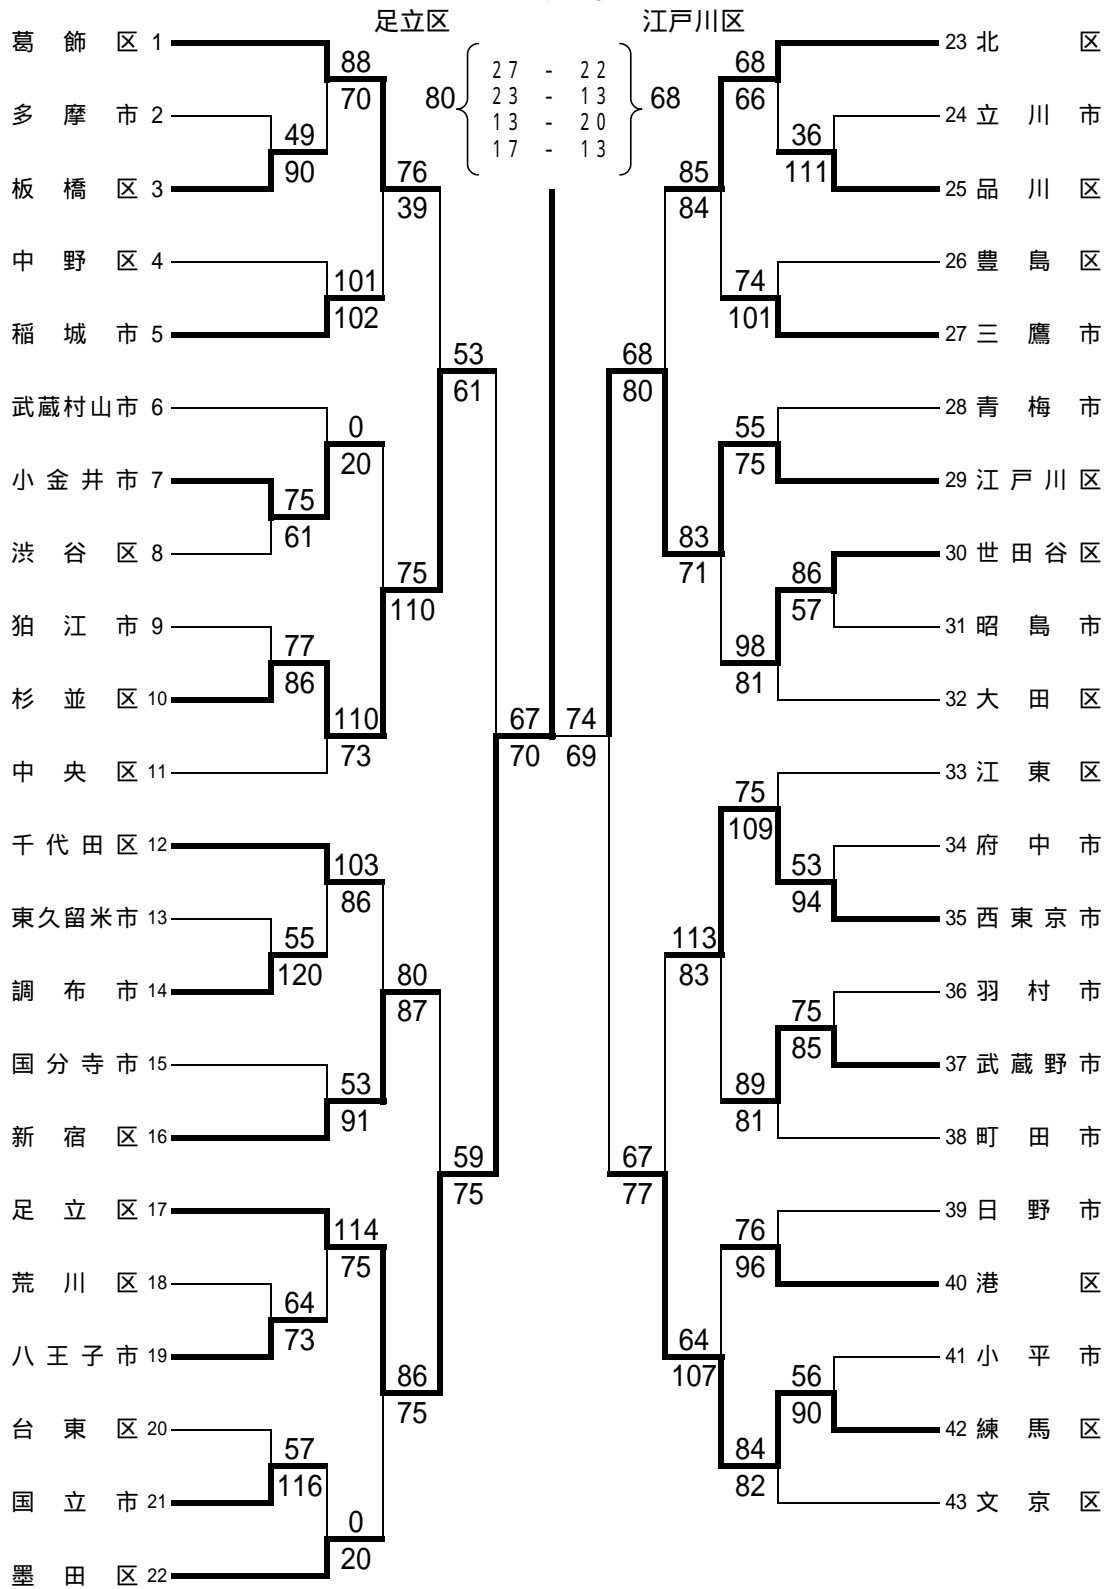 足立区 江戸川区
80 27 - 22 68
23 - 13
13 - 20
17 - 13
葛飾区 1
88
70
多摩市 2
49
90
板橋区 3
76
39
中野区 4
101
102
稲城市 5
53
61
武蔵村山市 6
0
20
小金井市 7
75
61
渋谷区 8
75
110
狛江市 9
77
86
杉並区 10
110
73
中央区 11
67
70
千代田区 12
103
86
東久留米市 13
55
120
調布市 14
80
87
国分寺市 15
53
91
新宿区 16
59
75
足立区 17
114
75
荒川区 18
64
73
八王子市 19
86
75
台東区 20
57
116
国立市 21
0
20
墨田区 22
23 北区
68
66
24 立川市
36
111
25 品川区
85
84
26 豊島区
74
101
27 三鷹市
68
80
28 青梅市
55
75
29 江戸川区
83
71
30 世田谷区
86
57
31 昭島市
98
81
32 大田区
74
69
33 江東区
75
109
34 府中市
53
94
35 西東京市
113
83
36 羽村市
75
85
37 武蔵野市
89
81
38 町田市
67
77
39 日野市
76
96
40 港区
64
107
41 小平市
56
90
42 練馬区
84
82
43 文京区